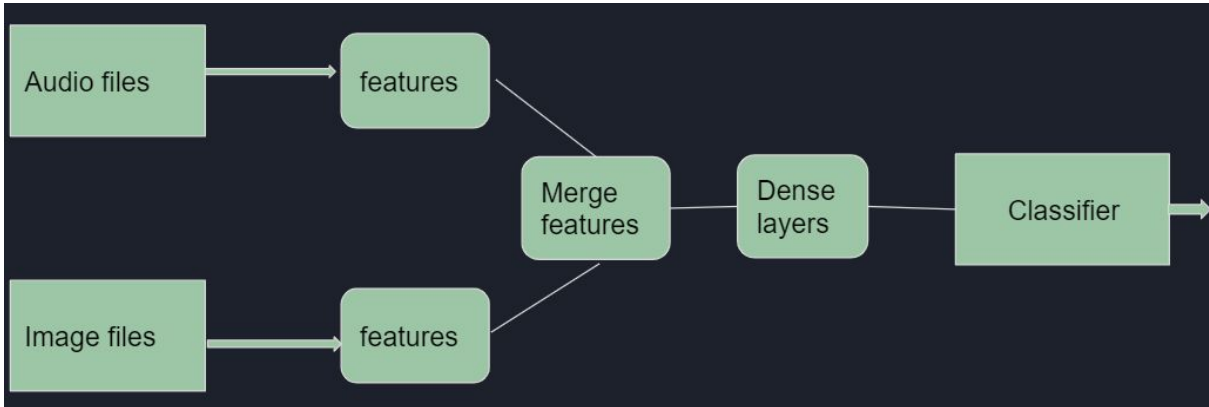 Audio files
features
Merge
features
Dense
layers
Classifier
Image files
features